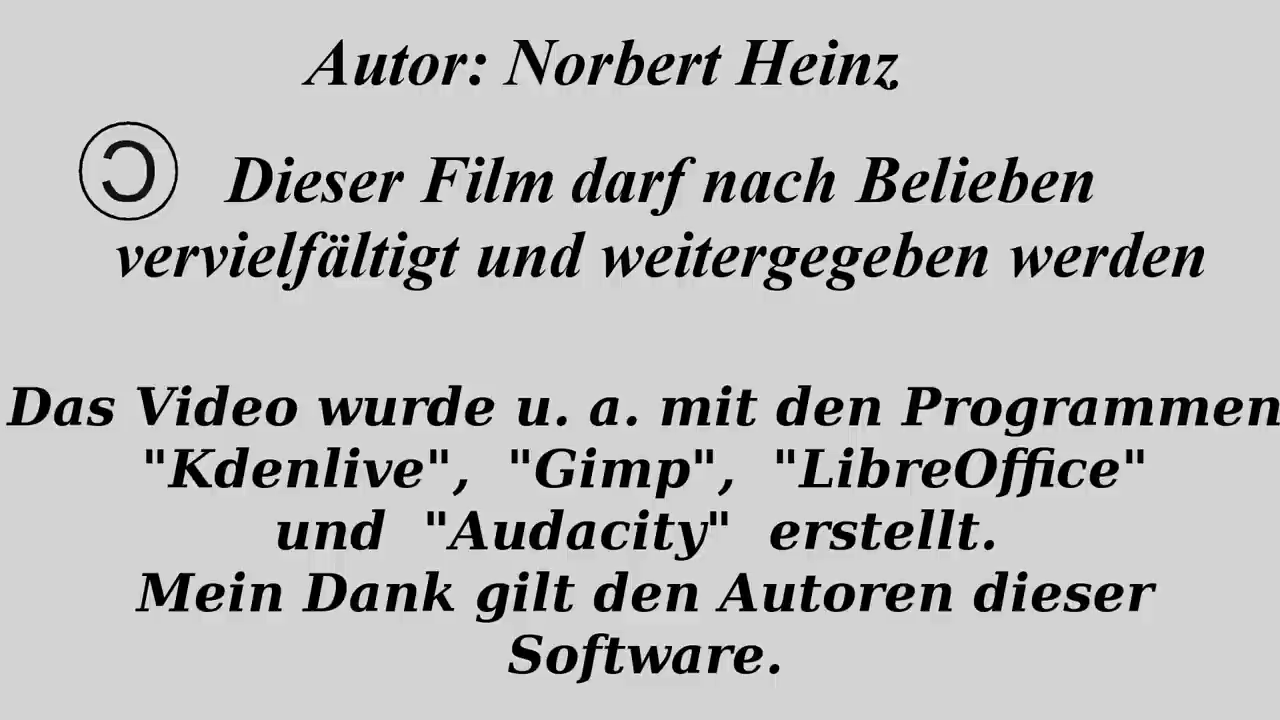 Autor: Norbert Heinz
Ɔ Dieser Film darf nach Belieben
vervielfältigt und weitergegeben werden
Das Video wurde u. a. mit den Programmen
"Kdenlive", "Gimp", "LibreOffice"
und "Audacity" erstellt.
Mein Dank gilt den Autoren dieser
Software.